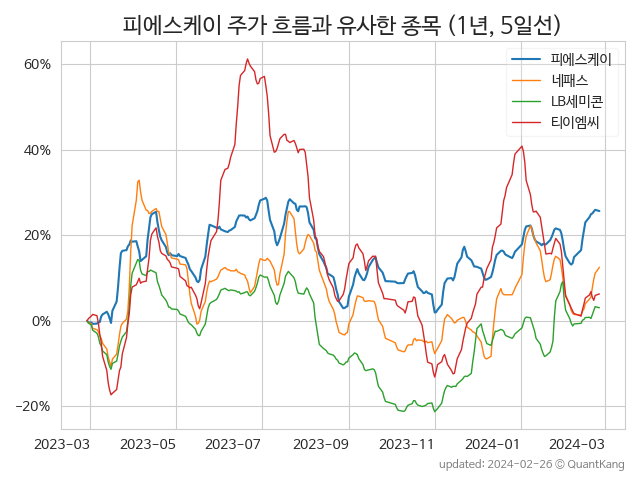 피에스케이 주가 흐름과 유사한 종목 (1년, 5일선)
피에스케이
네패스
LB세미콘
티이엠씨
60%
40%
20%
0%
−20%
2023-03 2023-05 2023-07 2023-09 2023-11 2024-01 2024-03
updated: 2024-02-26 © QuantKang